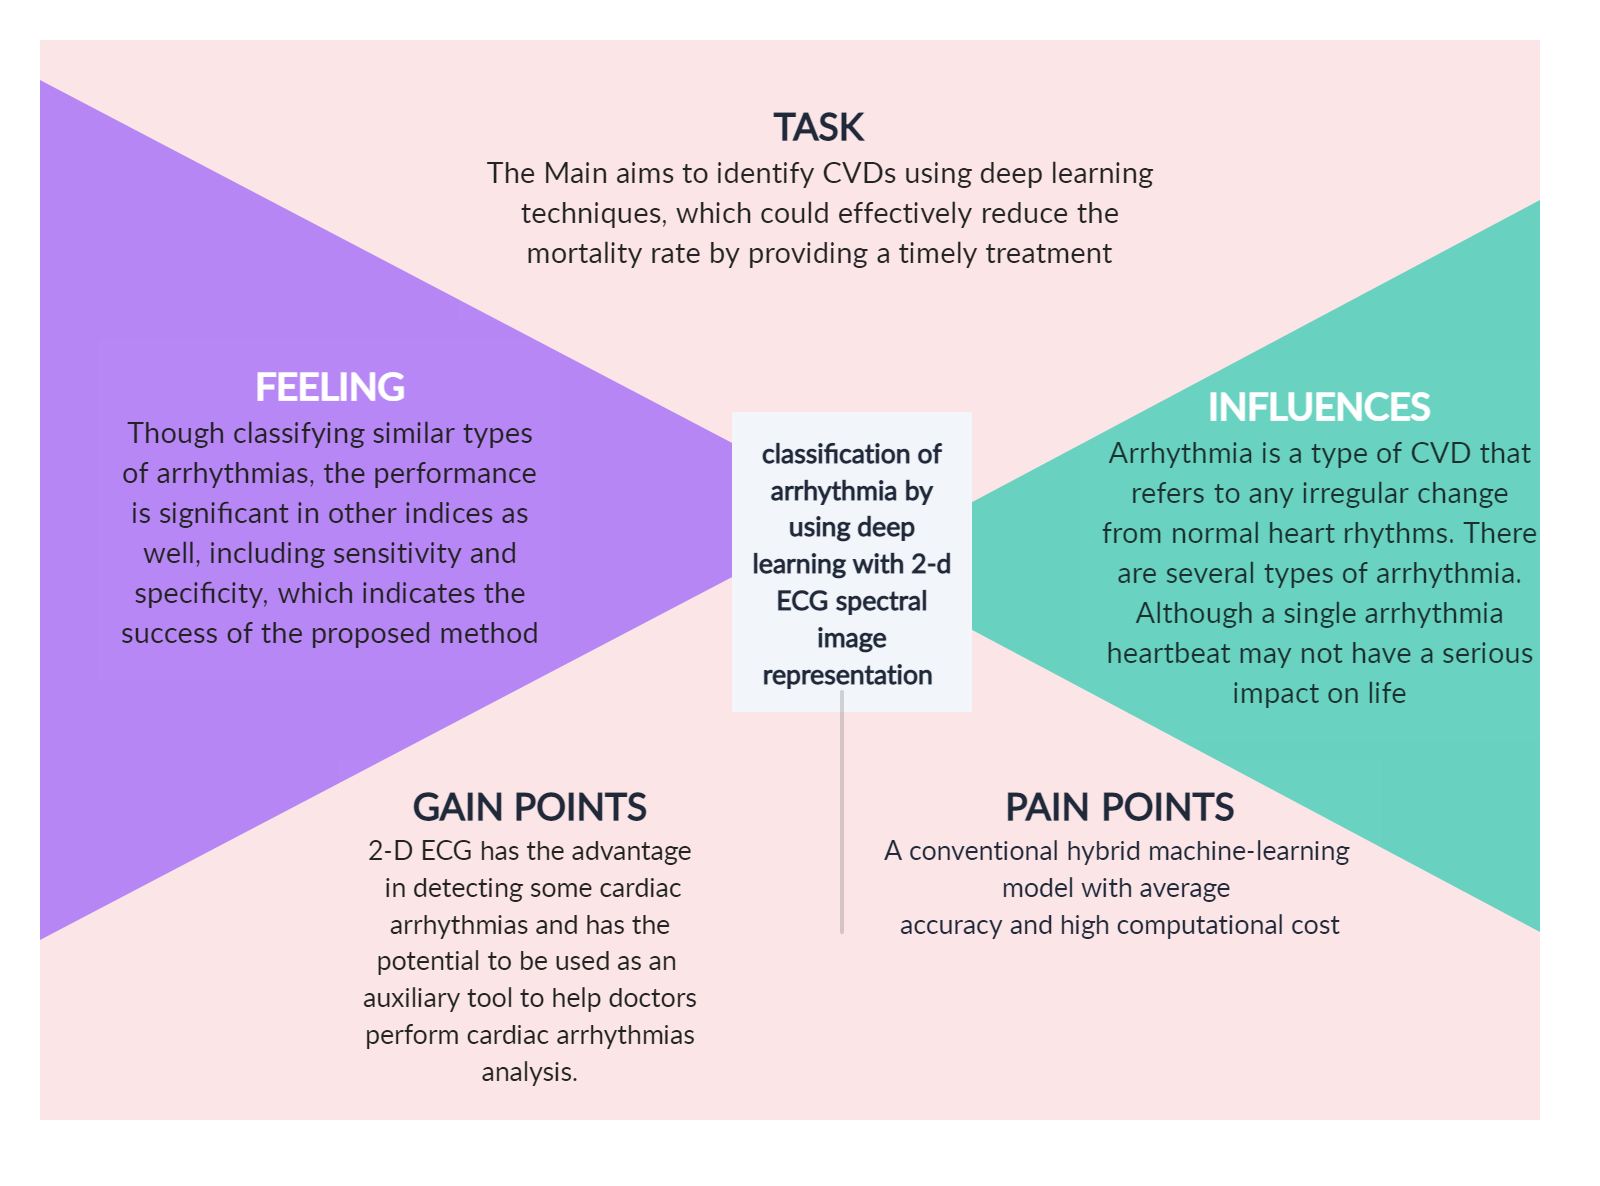 TASK
The Main aims to identify CVDs using deep learning
techniques, which could effectively reduce the
mortality rate by providing a timely treatment
FEELING
Though classifying similar types
of arrhythmias, the performance
is significant in other indices as
well, including sensitivity and
specificity, which indicates the
success of the proposed method
classification of
arrhythmia by
using deep
learning with 2-d
ECG spectral
image
representation
INFLUENCES
Arrhythmia is a type of CVD that
refers to any irregular change
from normal heart rhythms. There
are several types of arrhythmia.
Although a single arrhythmia
heartbeat may not have a serious
impact on life
GAIN POINTS
2-D ECG has the advantage
in detecting some cardiac
arrhythmias and has the
potential to be used as an
auxiliary tool to help doctors
perform cardiac arrhythmias
analysis.
PAIN POINTS
A conventional hybrid machine-learning
model with average
accuracy and high computational cost